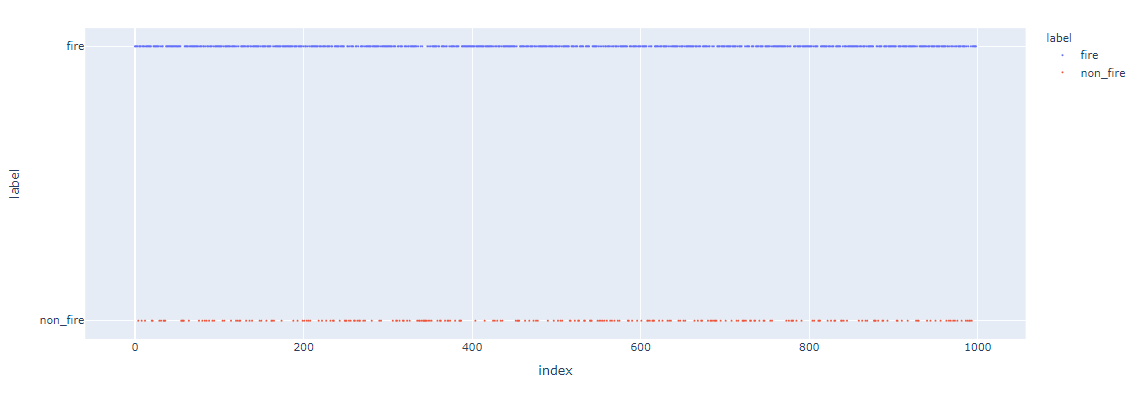 fire
non_fire
label
0
200
400
600
800
1000
index
label
fire
non_fire